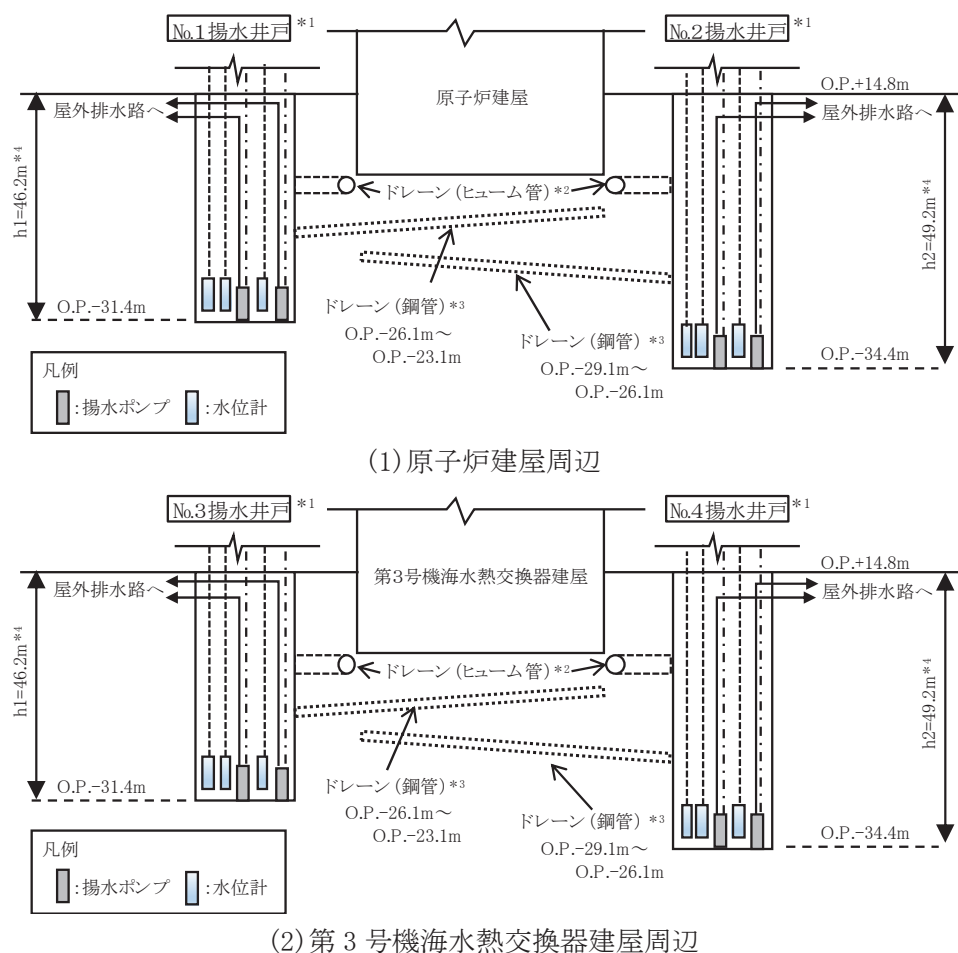 №1揚水井戸 *1
№2揚水井戸 *1
原子炉建屋
O.P.+14.8m
屋外排水路へ
屋外排水路へ
h1=46.2m*4
h2=49.2m*4
ドレーン(ヒューム管)*2
ドレーン(鋼管)*3
O.P.-26.1m～
O.P.-23.1m
O.P.-31.4m
ドレーン(鋼管)*3
O.P.-29.1m～
O.P.-26.1m
O.P.-34.4m
凡例
:揚水ポンプ :水位計
(1)原子炉建屋周辺
№3揚水井戸 *1
№4揚水井戸 *1
第3号機海水熱交換器建屋
O.P.+14.8m
屋外排水路へ
屋外排水路へ
h1=46.2m*4
h2=49.2m*4
ドレーン(ヒューム管)*2
ドレーン(鋼管)*3
O.P.-26.1m～
O.P.-23.1m
O.P.-31.4m
ドレーン(鋼管)*3
O.P.-29.1m～
O.P.-26.1m
O.P.-34.4m
凡例
:揚水ポンプ :水位計
(2)第 3 号機海水熱交換器建屋周辺